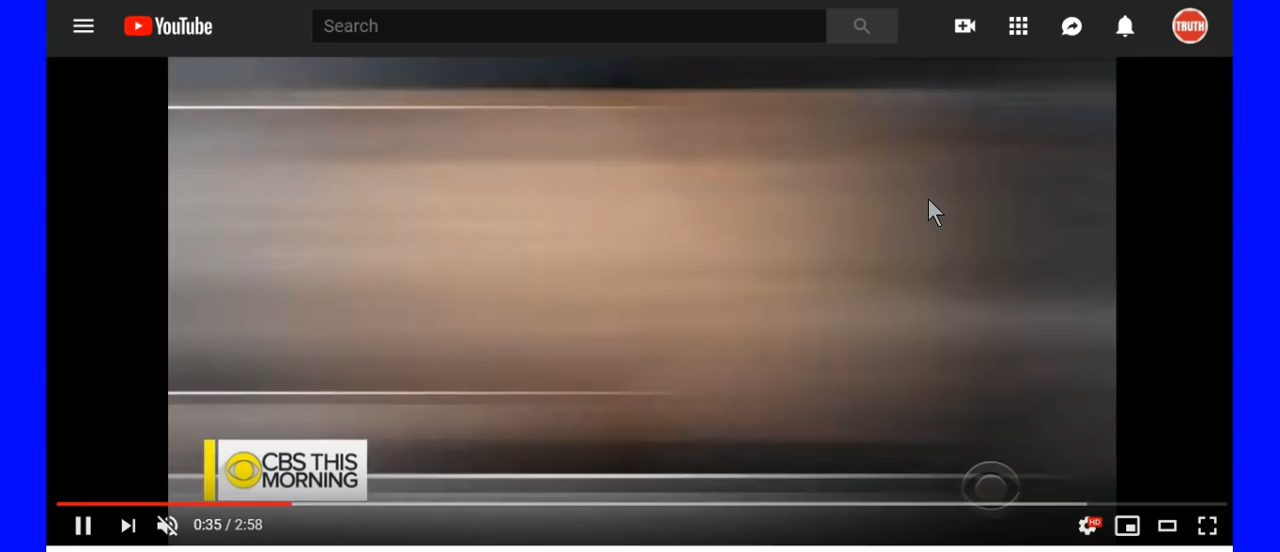 YouTube
Search
TRUTH
CBS THIS
MORNING
0:35 / 2:58
HD